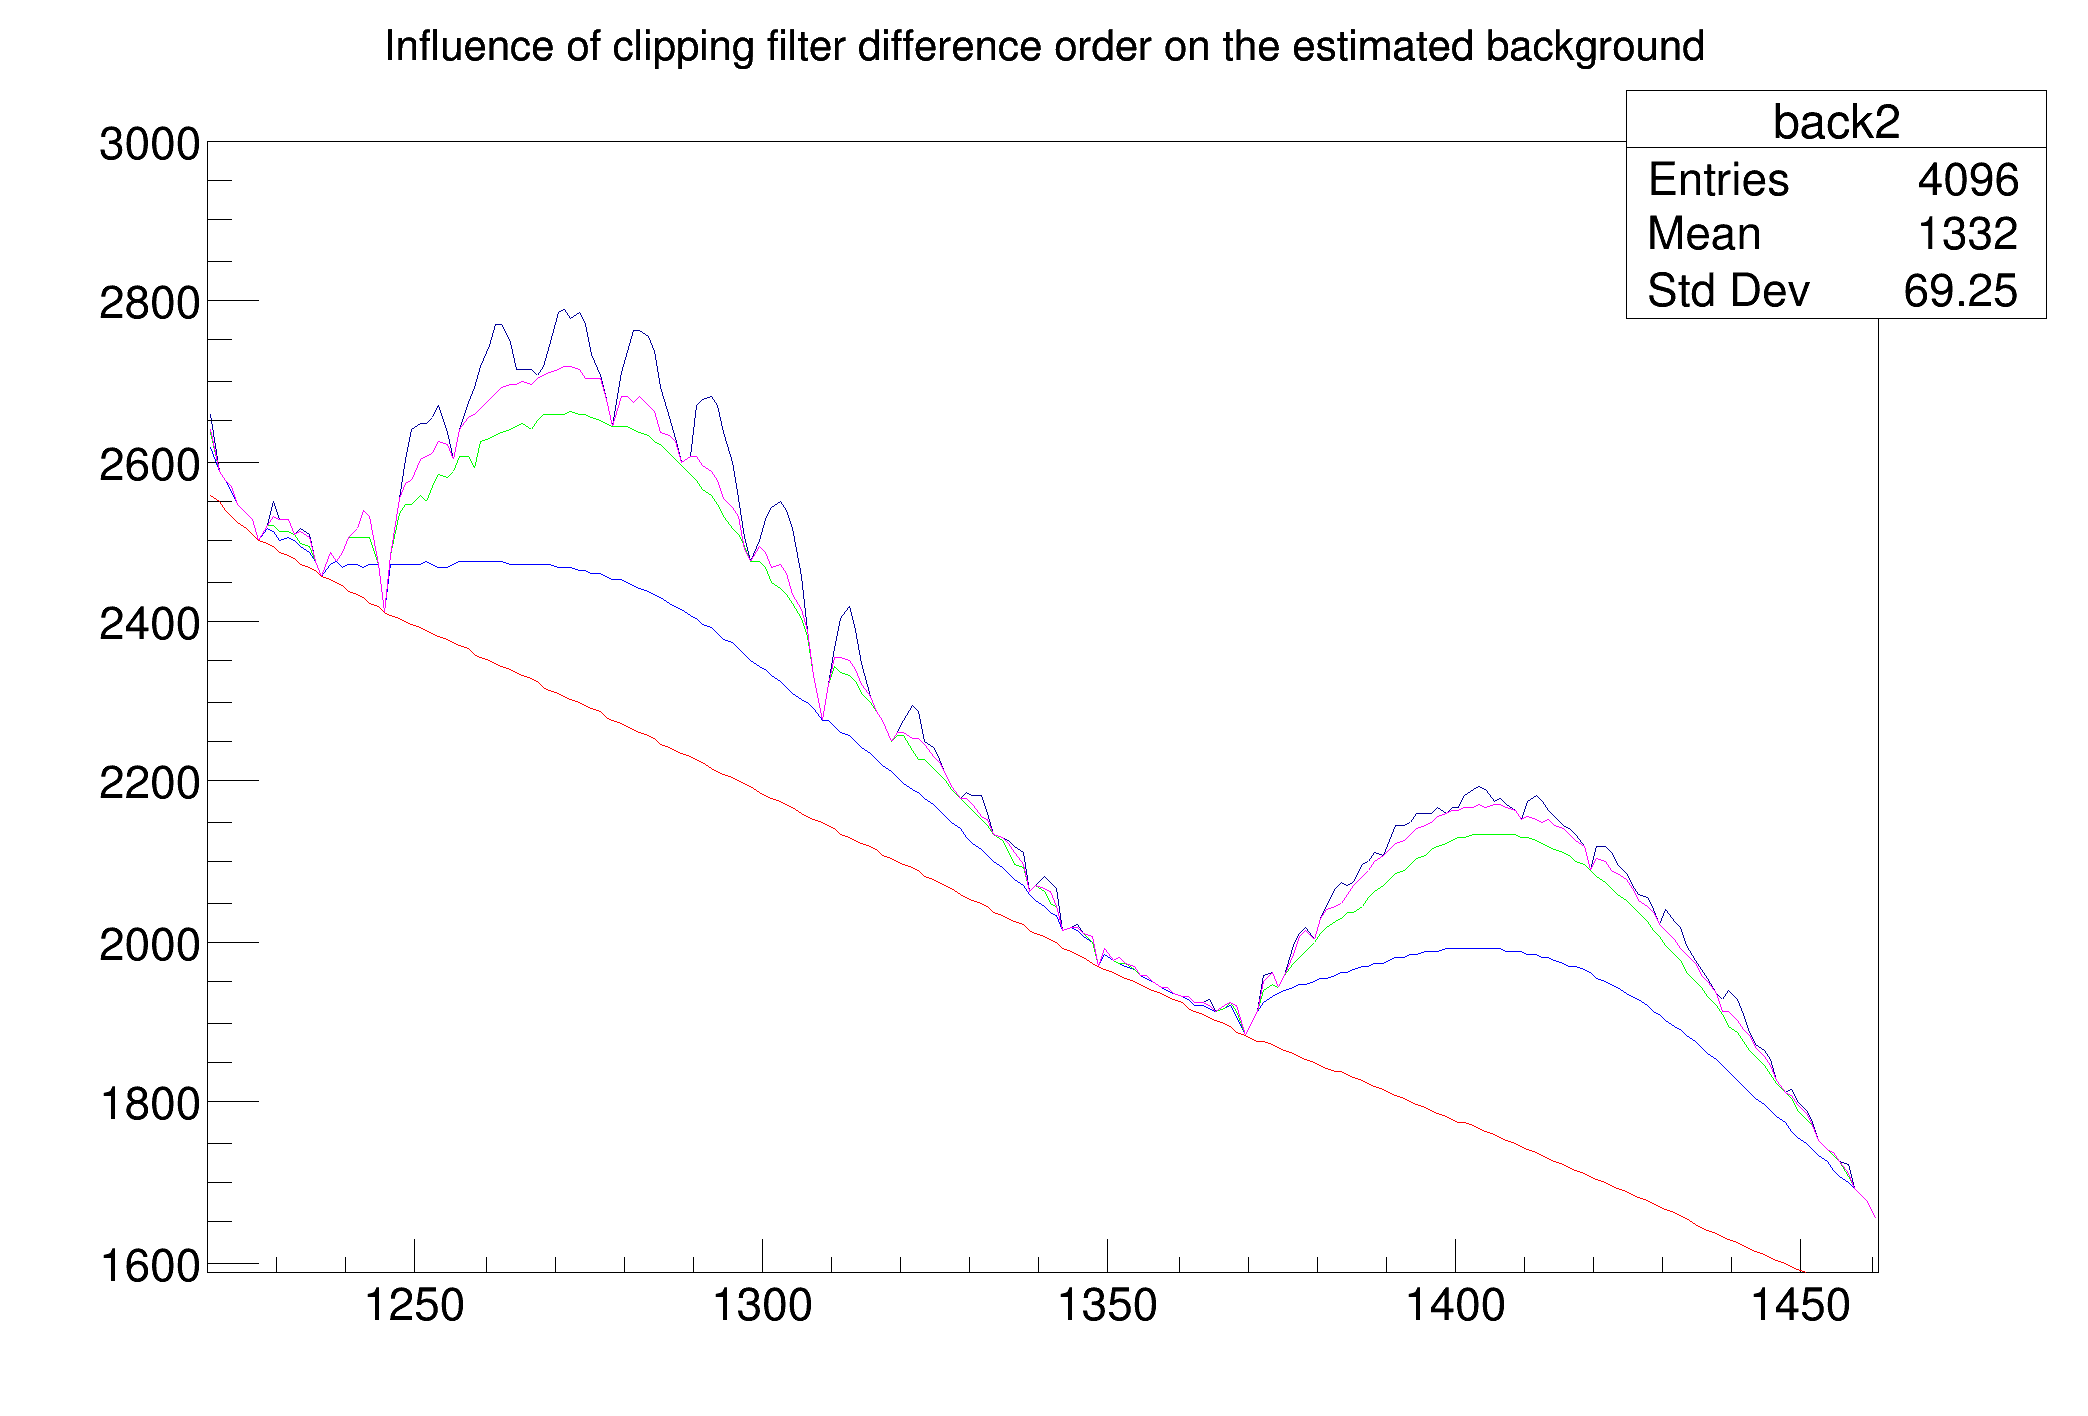 Influence of clipping filter difference order on the estimated background
back2
Entries 4096
Mean 1332
Std Dev 69.25
3000
2800
2600
2400
2200
2000
1800
1600
1250 1300 1350 1400 1450